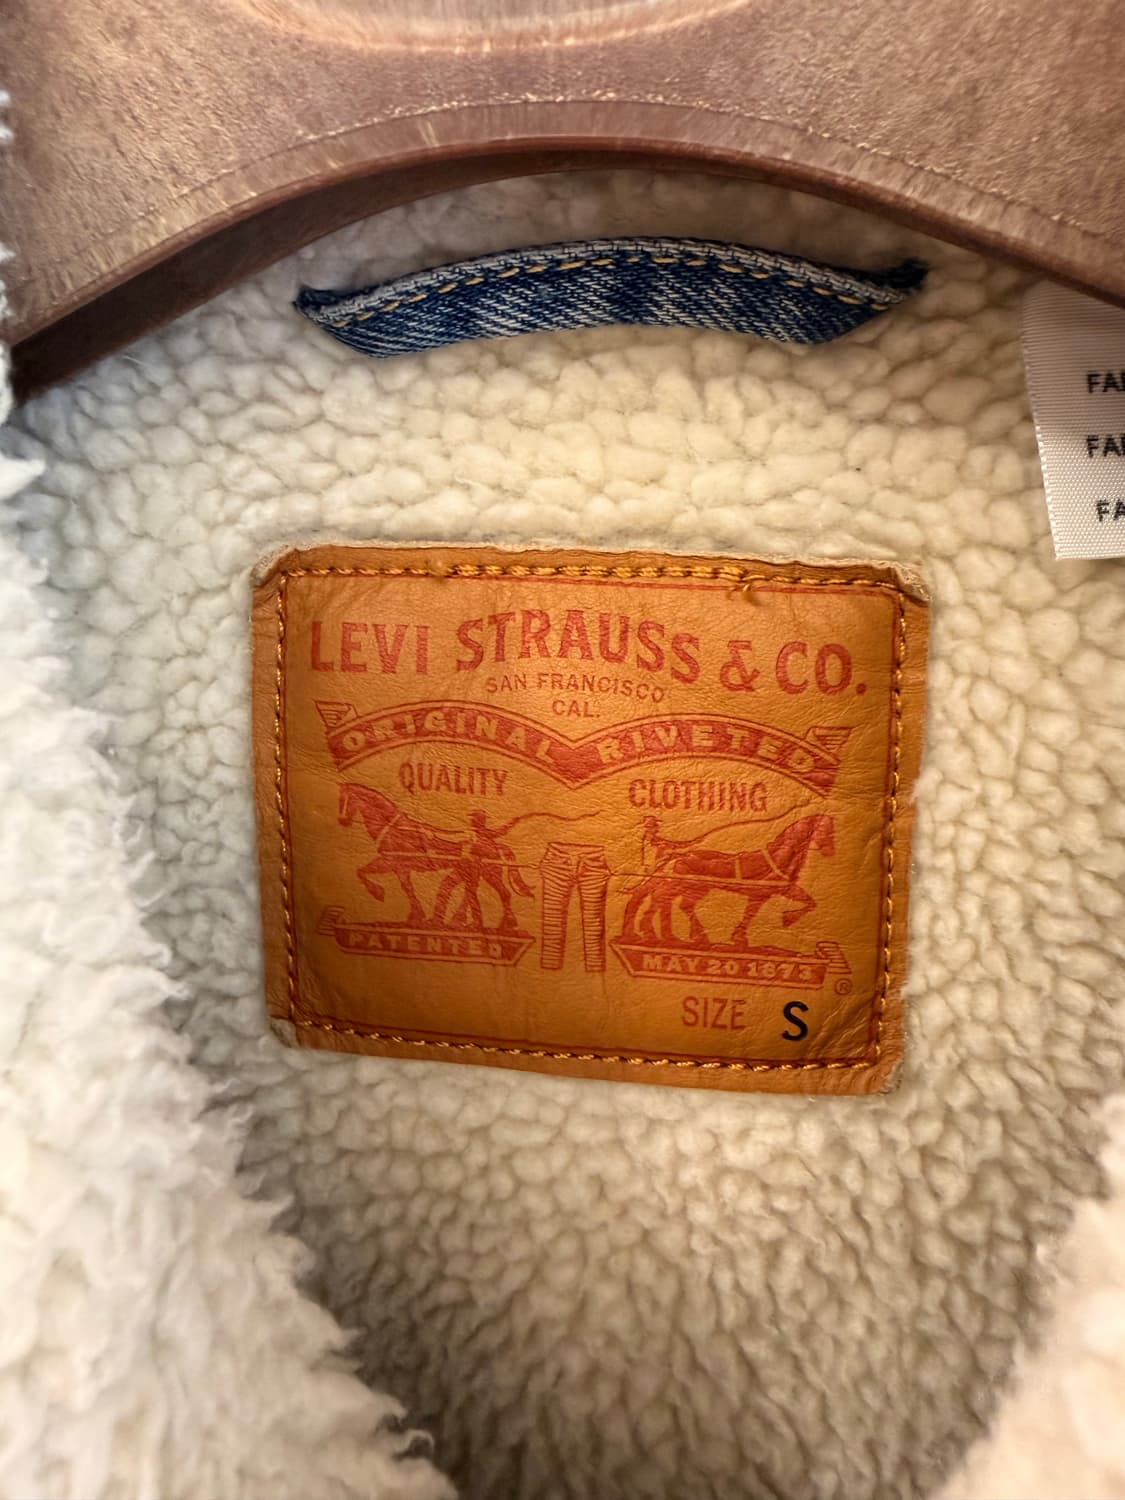 LEVI STRAUSS & CO.
SAN FRANCISCO
CAL.
ORIGINAL RIVETED
QUALITY CLOTHING
PATENTED MAY 20 1873
®
SIZE S